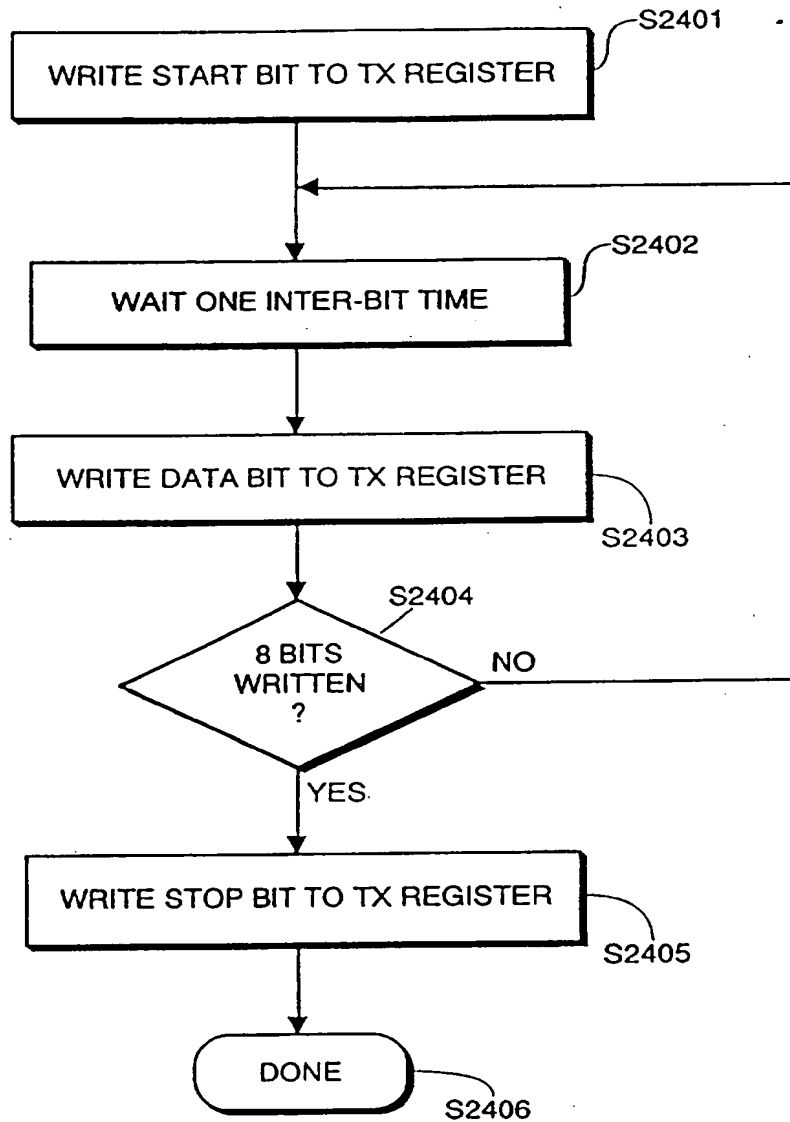 S2401
WRITE START BIT TO TX REGISTER
S2402
WAIT ONE INTER-BIT TIME
WRITE DATA BIT TO TX REGISTER
S2403
S2404
8 BITS
WRITTEN
?
NO
YES
WRITE STOP BIT TO TX REGISTER
S2405
DONE
S2406